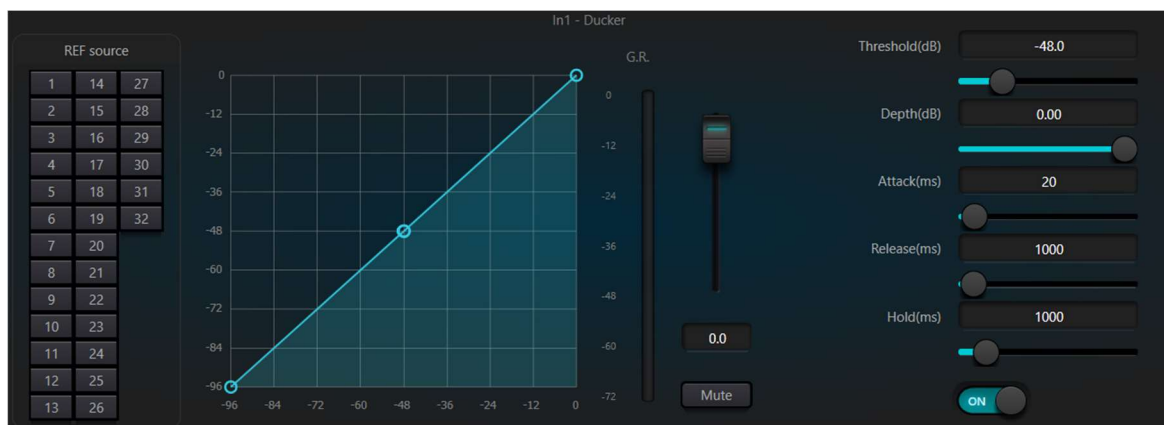 In1 - Ducker
REF source
1 14 27
2 15 28
3 16 29
4 17 30
5 18 31
6 19 32
7 20
8 21
9 22
10 23
11 24
12 25
13 26
0
-12
-24
-36
-48
-60
-72
-84
-96
-96 -84 -72 -60 -48 -36 -24 -12 0
G.R.
0
-12
-24
-36
-48
-60
-72
0.0
Mute
Threshold(dB) -48.0
Depth(dB) 0.00
Attack(ms) 20
Release(ms) 1000
Hold(ms) 1000
ON